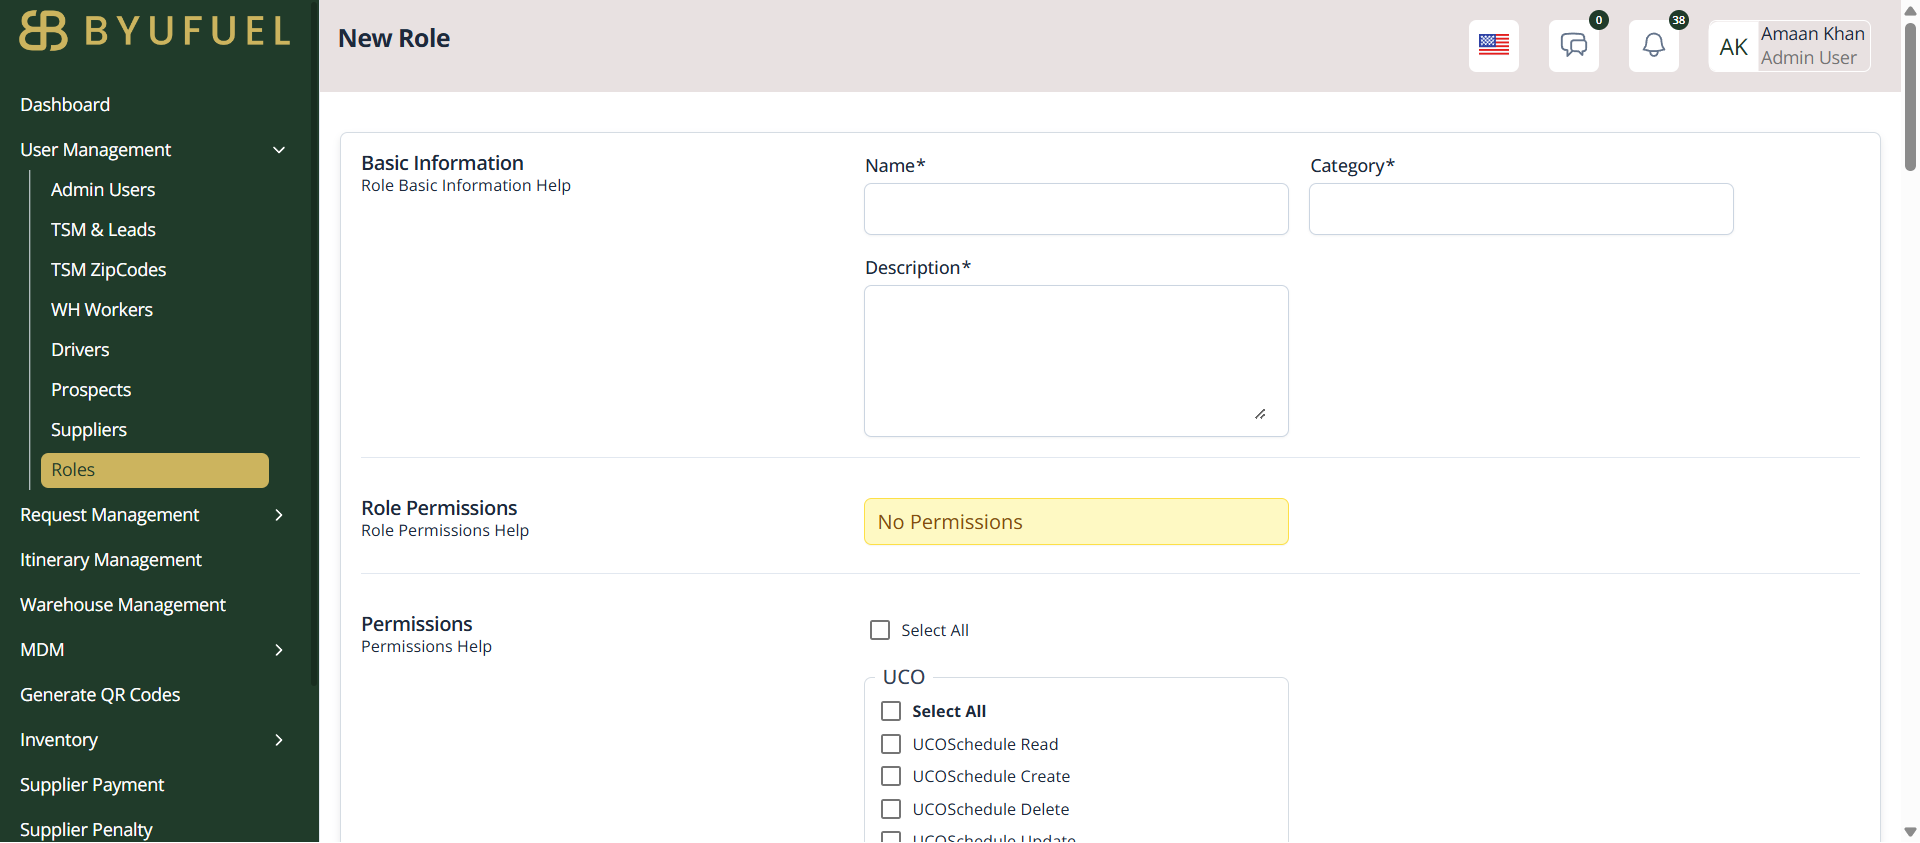 BYUFUEL
Dashboard
User Management
Admin Users
TSM & Leads
TSM ZipCodes
WH Workers
Drivers
Prospects
Suppliers
Roles
Request Management
Itinerary Management
Warehouse Management
MDM
Generate QR Codes
Inventory
Supplier Payment
Supplier Penalty
New Role
0
38
AK
Amaan Khan
Admin User
Basic Information
Role Basic Information Help
Name*
Category*
Description*
Role Permissions
Role Permissions Help
No Permissions
Permissions
Permissions Help
Select All
UCO
Select All
UCOSchedule Read
UCOSchedule Create
UCOSchedule Delete
UCOSchedule Update